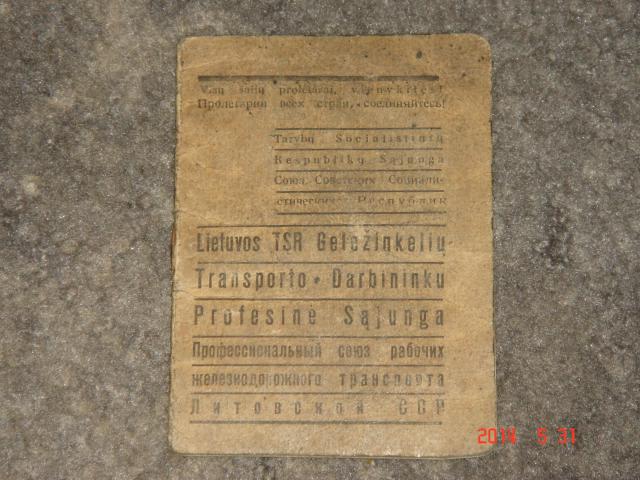 Visų šalių proletarai, vienykitės!
Пролетарии всех стран, соединяйтесь!
Tarybų Socialistinių
Respublikų Sąjunga
Союз Советских Социали-
стических Республик
Lietuvos TSR Geležinkelių
Transporto Darbininku
Profesinė Sąjunga
Профессиональный союз рабочих
железнодорожного транспорта
Литовской ССР
2014 5 31